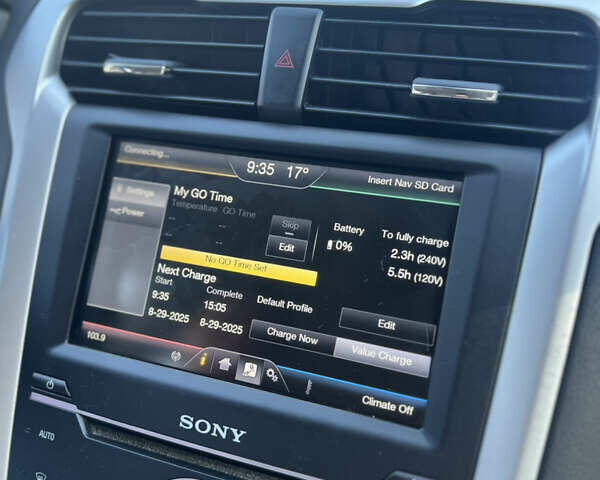 Connecting...
9:35 17°
Insert Nav SD Card
Settings
Power
My GO Time
Temperature GO Time
-- --
-- --
Skip
Edit
No GO Time Set
Battery
0%
To fully charge
2.3h (240V)
5.5h (120V)
Next Charge
Start Complete
9:35 15:05
8-29-2025 8-29-2025
Default Profile
Edit
Charge Now
Value Charge
103.9
Climate Off
SONY
AUTO